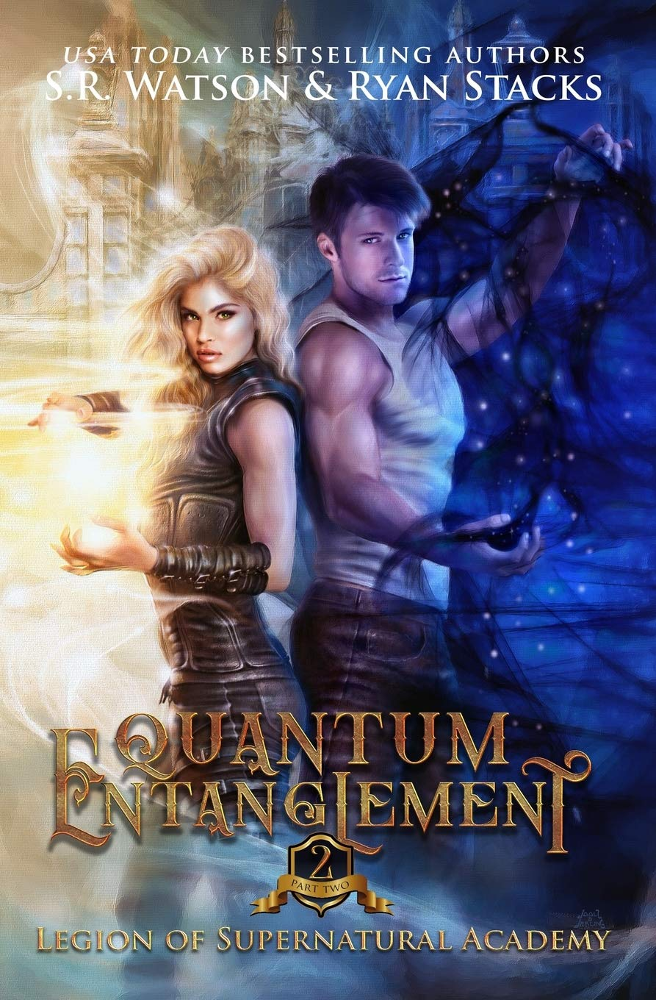 USA TODAY BESTSELLING AUTHORS
S.R. WATSON & RYAN STACKS
QUANTUM
ENTANGLEMENT
2
PART TWO
LEGION OF SUPERNATURAL ACADEMY